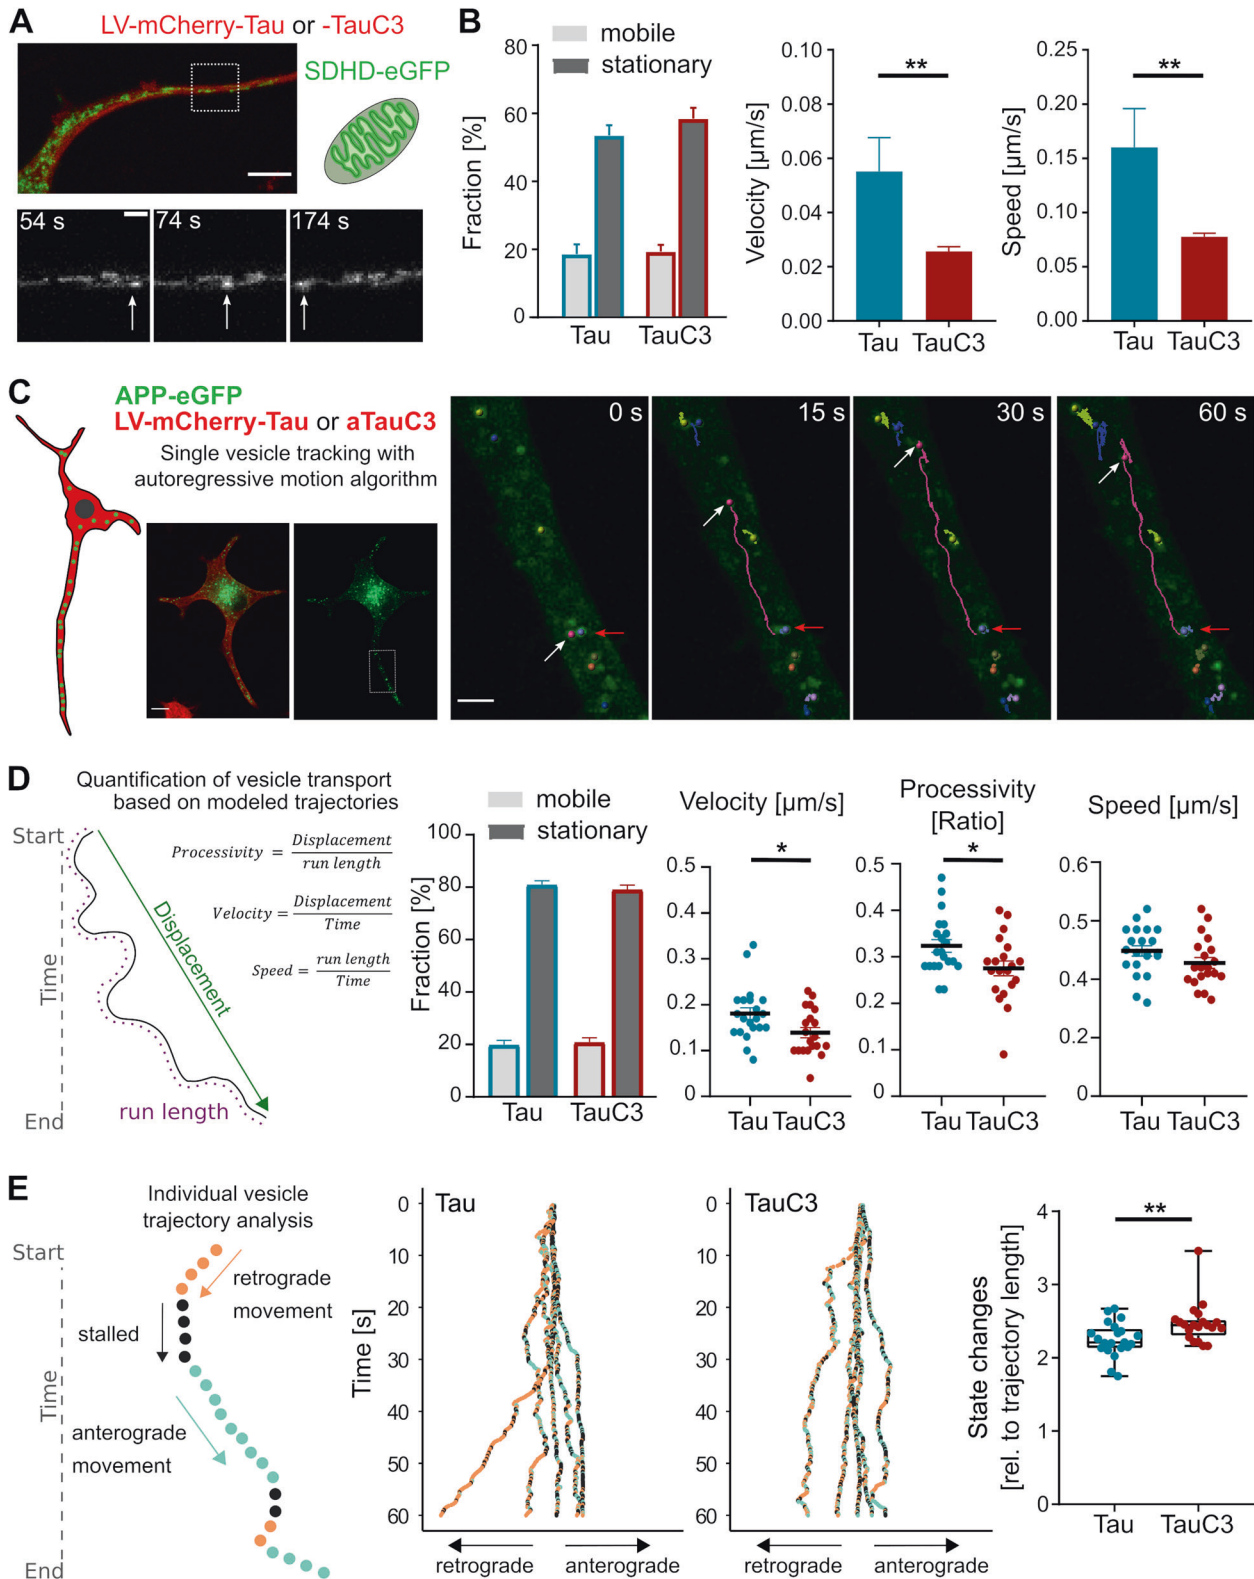 A
LV-mCherry-Tau or -TauC3
SDHD-eGFP
54 s
74 s
174 s
B
mobile
stationary
Fraction [%]
80
60
40
20
0
Tau
TauC3
Velocity [µm/s]
0.10
0.08
0.06
0.04
0.02
0.00
**
Tau
TauC3
Speed [µm/s]
0.25
0.20
0.15
0.10
0.05
0.00
**
Tau
TauC3
C
APP-eGFP
LV-mCherry-Tau or aTauC3
Single vesicle tracking with
autoregressive motion algorithm
0 s
15 s
30 s
60 s
D
Quantification of vesicle transport
based on modeled trajectories
Start
Time
End
Displacement
run length
Processivity = Displacement / run length
Velocity = Displacement / Time
Speed = run length / Time
mobile
stationary
Fraction [%]
100
80
60
40
20
0
Tau
TauC3
Velocity [µm/s]
0.5
0.4
0.3
0.2
0.1
0
*
Tau
TauC3
Processivity
[Ratio]
0.5
0.4
0.3
0.2
0.1
0
*
Tau
TauC3
Speed [µm/s]
0.6
0.4
0.2
0
Tau
TauC3
E
Individual vesicle
trajectory analysis
Start
Time
End
retrograde
movement
stalled
anterograde
movement
Tau
Time [s]
0
10
20
30
40
50
60
retrograde
anterograde
TauC3
0
10
20
30
40
50
60
retrograde
anterograde
State changes
[rel. to trajectory length]
4
3
2
1
0
**
Tau
TauC3